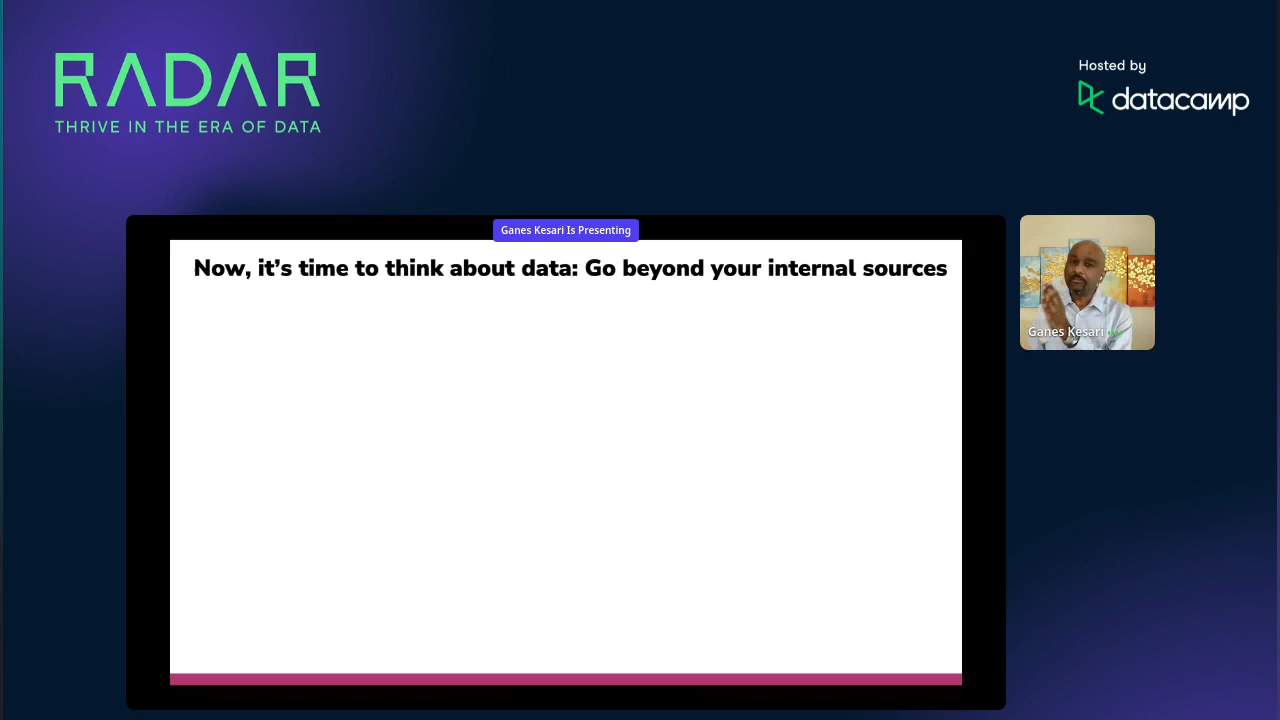 RADAR
THRIVE IN THE ERA OF DATA
Hosted by
datacamp
Ganes Kesari Is Presenting
Now, it's time to think about data: Go beyond your internal sources
Ganes Kesari